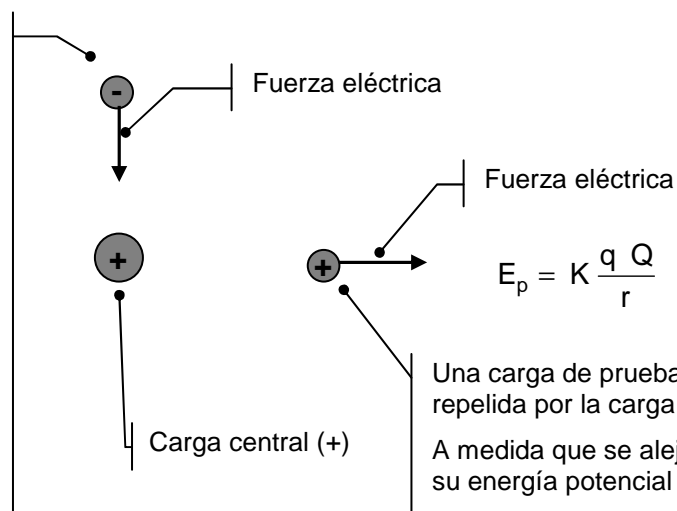 -
Fuerza eléctrica
Fuerza eléctrica
+
+
E_p = K \frac{q Q}{r}
Una carga de prueba
repelida por la carga
Carga central (+)
A medida que se alej
su energía potencial